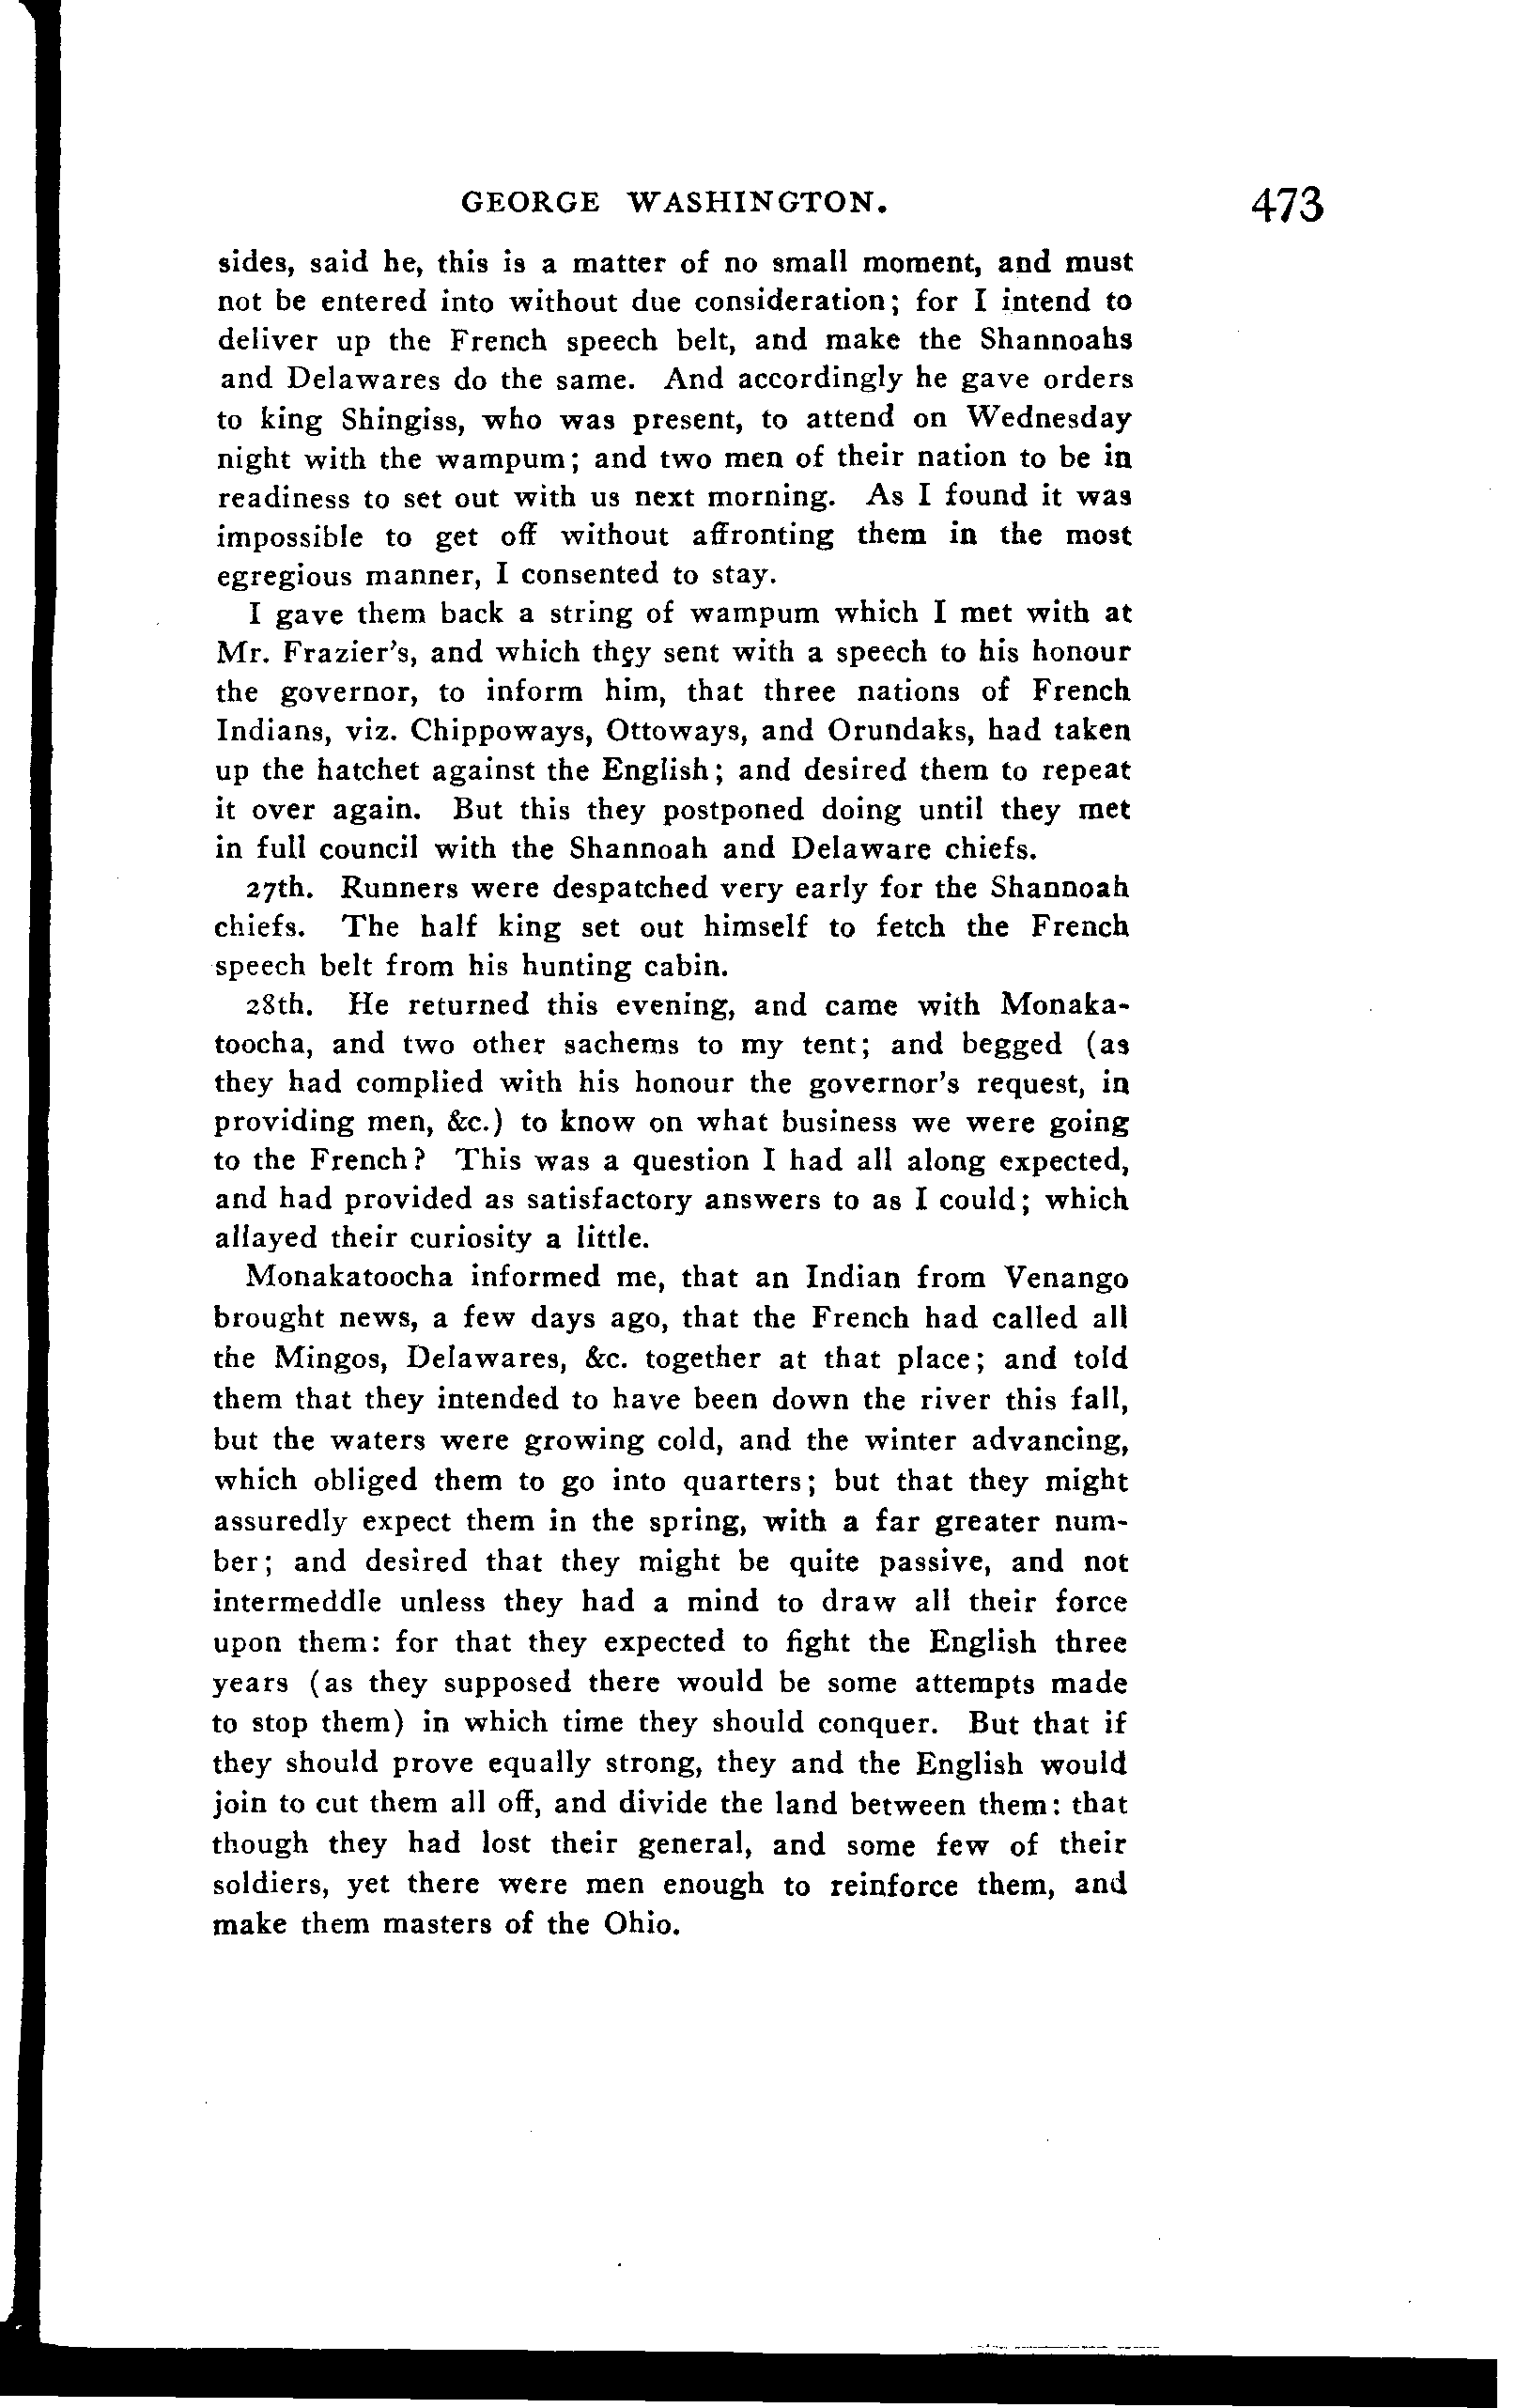 GEORGE WASHINGTON. 473
sides, said he, this is a matter of no small moment, and must
not be entered into without due consideration; for I intend to
deliver up the French speech belt, and make the Shannoahs
and Delawares do the same. And accordingly he gave orders
to king Shingiss, who was present, to attend on Wednesday
night with the wampum; and two men of their nation to be in
readiness to set out with us next morning. As I found it was
impossible to get off without affronting them in the most
egregious manner, I consented to stay.
I gave them back a string of wampum which I met with at
Mr. Frazier's, and which they sent with a speech to his honour
the governor, to inform him, that three nations of French
Indians, viz. Chippoways, Ottoways, and Orundaks, had taken
up the hatchet against the English; and desired them to repeat
it over again. But this they postponed doing until they met
in full council with the Shannoah and Delaware chiefs.
27th. Runners were despatched very early for the Shannoah
chiefs. The half king set out himself to fetch the French
speech belt from his hunting cabin.
28th. He returned this evening, and came with Monaka-
toocha, and two other sachems to my tent; and begged (as
they had complied with his honour the governor's request, in
providing men, &c.) to know on what business we were going
to the French? This was a question I had all along expected,
and had provided as satisfactory answers to as I could; which
allayed their curiosity a little.
Monakatoocha informed me, that an Indian from Venango
brought news, a few days ago, that the French had called all
the Mingos, Delawares, &c. together at that place; and told
them that they intended to have been down the river this fall,
but the waters were growing cold, and the winter advancing,
which obliged them to go into quarters; but that they might
assuredly expect them in the spring, with a far greater num-
ber; and desired that they might be quite passive, and not
intermeddle unless they had a mind to draw all their force
upon them: for that they expected to fight the English three
years (as they supposed there would be some attempts made
to stop them) in which time they should conquer. But that if
they should prove equally strong, they and the English would
join to cut them all off, and divide the land between them: that
though they had lost their general, and some few of their
soldiers, yet there were men enough to reinforce them, and
make them masters of the Ohio.